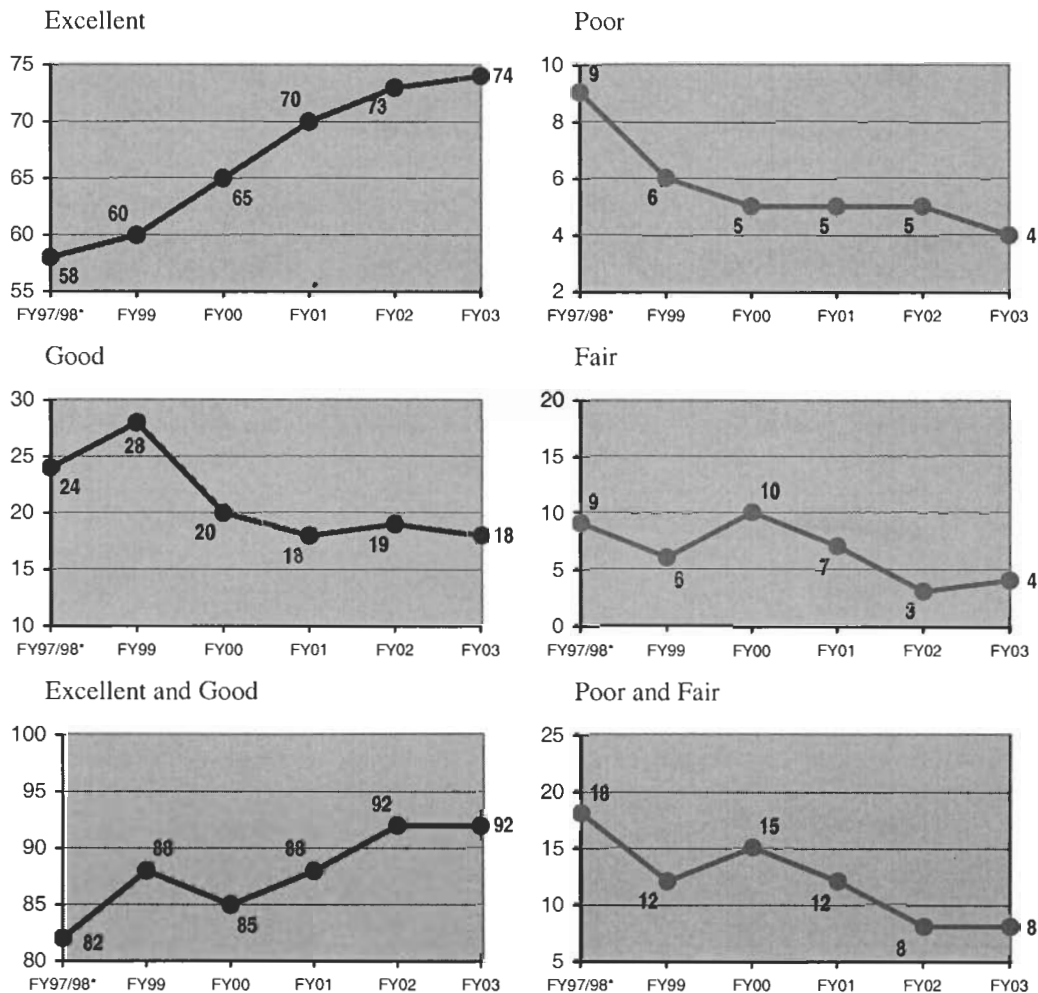 Excellent
75
70
65
60
55
58
60
65
70
73
74
FY97/98*
FY99
FY00
FY01
FY02
FY03
Poor
10
8
6
4
2
9
6
5
5
5
4
FY97/98*
FY99
FY00
FY01
FY02
FY03
Good
30
25
20
15
10
24
28
20
18
19
18
FY97/98*
FY99
FY00
FY01
FY02
FY03
Fair
20
15
10
5
0
9
6
10
7
3
4
FY97/98*
FY99
FY00
FY01
FY02
FY03
Excellent and Good
100
95
90
85
80
82
88
85
88
92
92
FY97/98*
FY99
FY00
FY01
FY02
FY03
Poor and Fair
25
20
15
10
5
18
12
15
12
8
8
FY97/98*
FY99
FY00
FY01
FY02
FY03